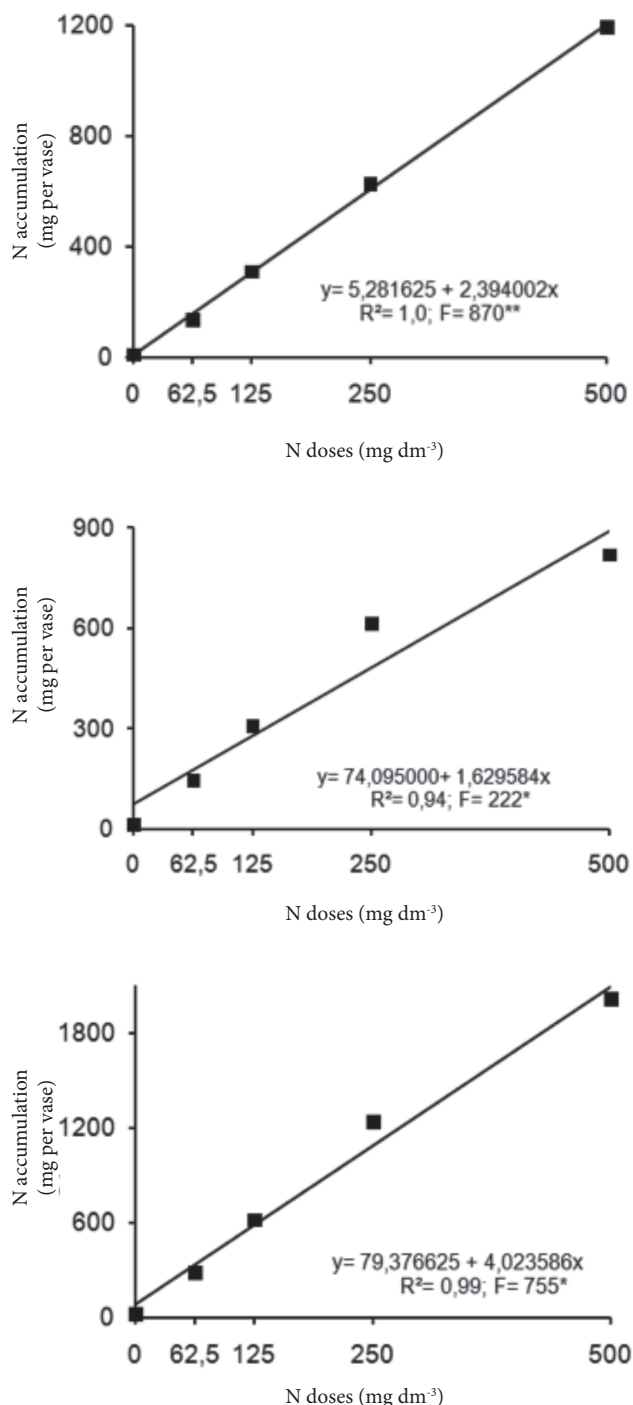 1200
800
400
0
N accumulation
(mg per vase)
y= 5,281625 + 2,394002x
R²= 1,0; F= 870**
0 62,5 125 250 500
N doses (mg dm-3)
900
600
300
0
N accumulation
(mg per vase)
y= 74,095000+ 1,629584x
R²= 0,94; F= 222*
0 62,5 125 250 500
N doses (mg dm-3)
1800
1200
600
0
N accumulation
(mg per vase)
y= 79,376625 + 4,023586x
R²= 0,99; F= 755*
0 62,5 125 250 500
N doses (mg dm-3)